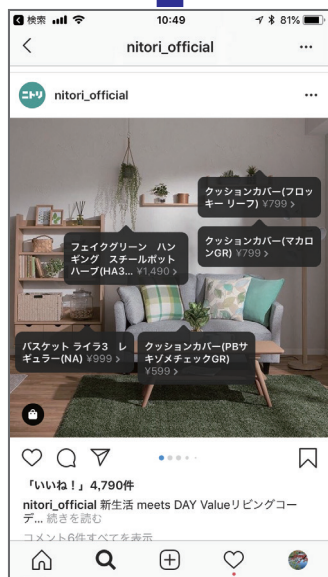 検索 10:49 81%
nitori_official
ニトリ nitori_official
クッションカバー(フロッ
キー リーフ) ¥799 >
フェイクグリーン ハン
ギング スチールポット
ハーブ(HA3... ¥1,490 >
クッションカバー(マカロ
ンGR) ¥799 >
バスケット ライラ3 レ
ギュラー(NA) ¥999 >
クッションカバー(PBサ
キゾメチェックGR)
¥599 >
「いいね!」4,790件
nitori_official 新生活 meets DAY Valueリビングコー
デ... 続きを読む
コメント6件すべてを表示